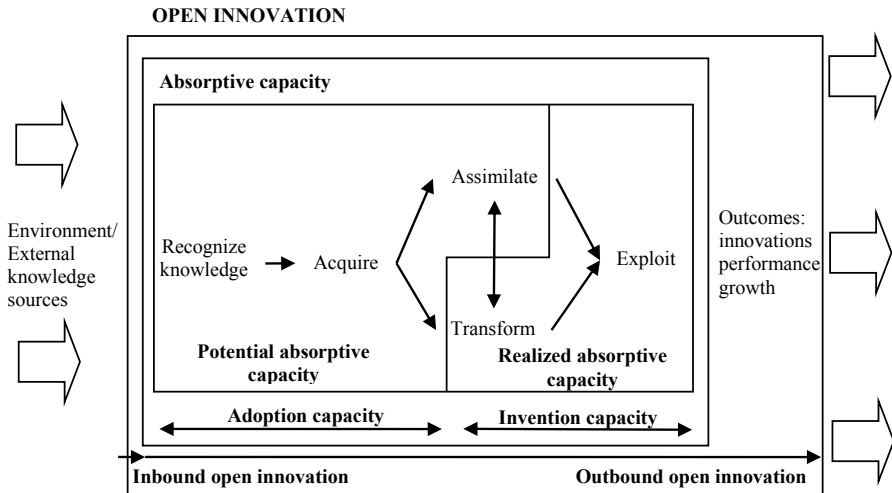 OPEN INNOVATION
Absorptive capacity
Environment/
External
knowledge
sources
Recognize
knowledge
Acquire
Assimilate
Transform
Exploit
Potential absorptive
capacity
Realized absorptive
capacity
Adoption capacity
Invention capacity
Outcomes:
innovations
performance
growth
Inbound open innovation
Outbound open innovation